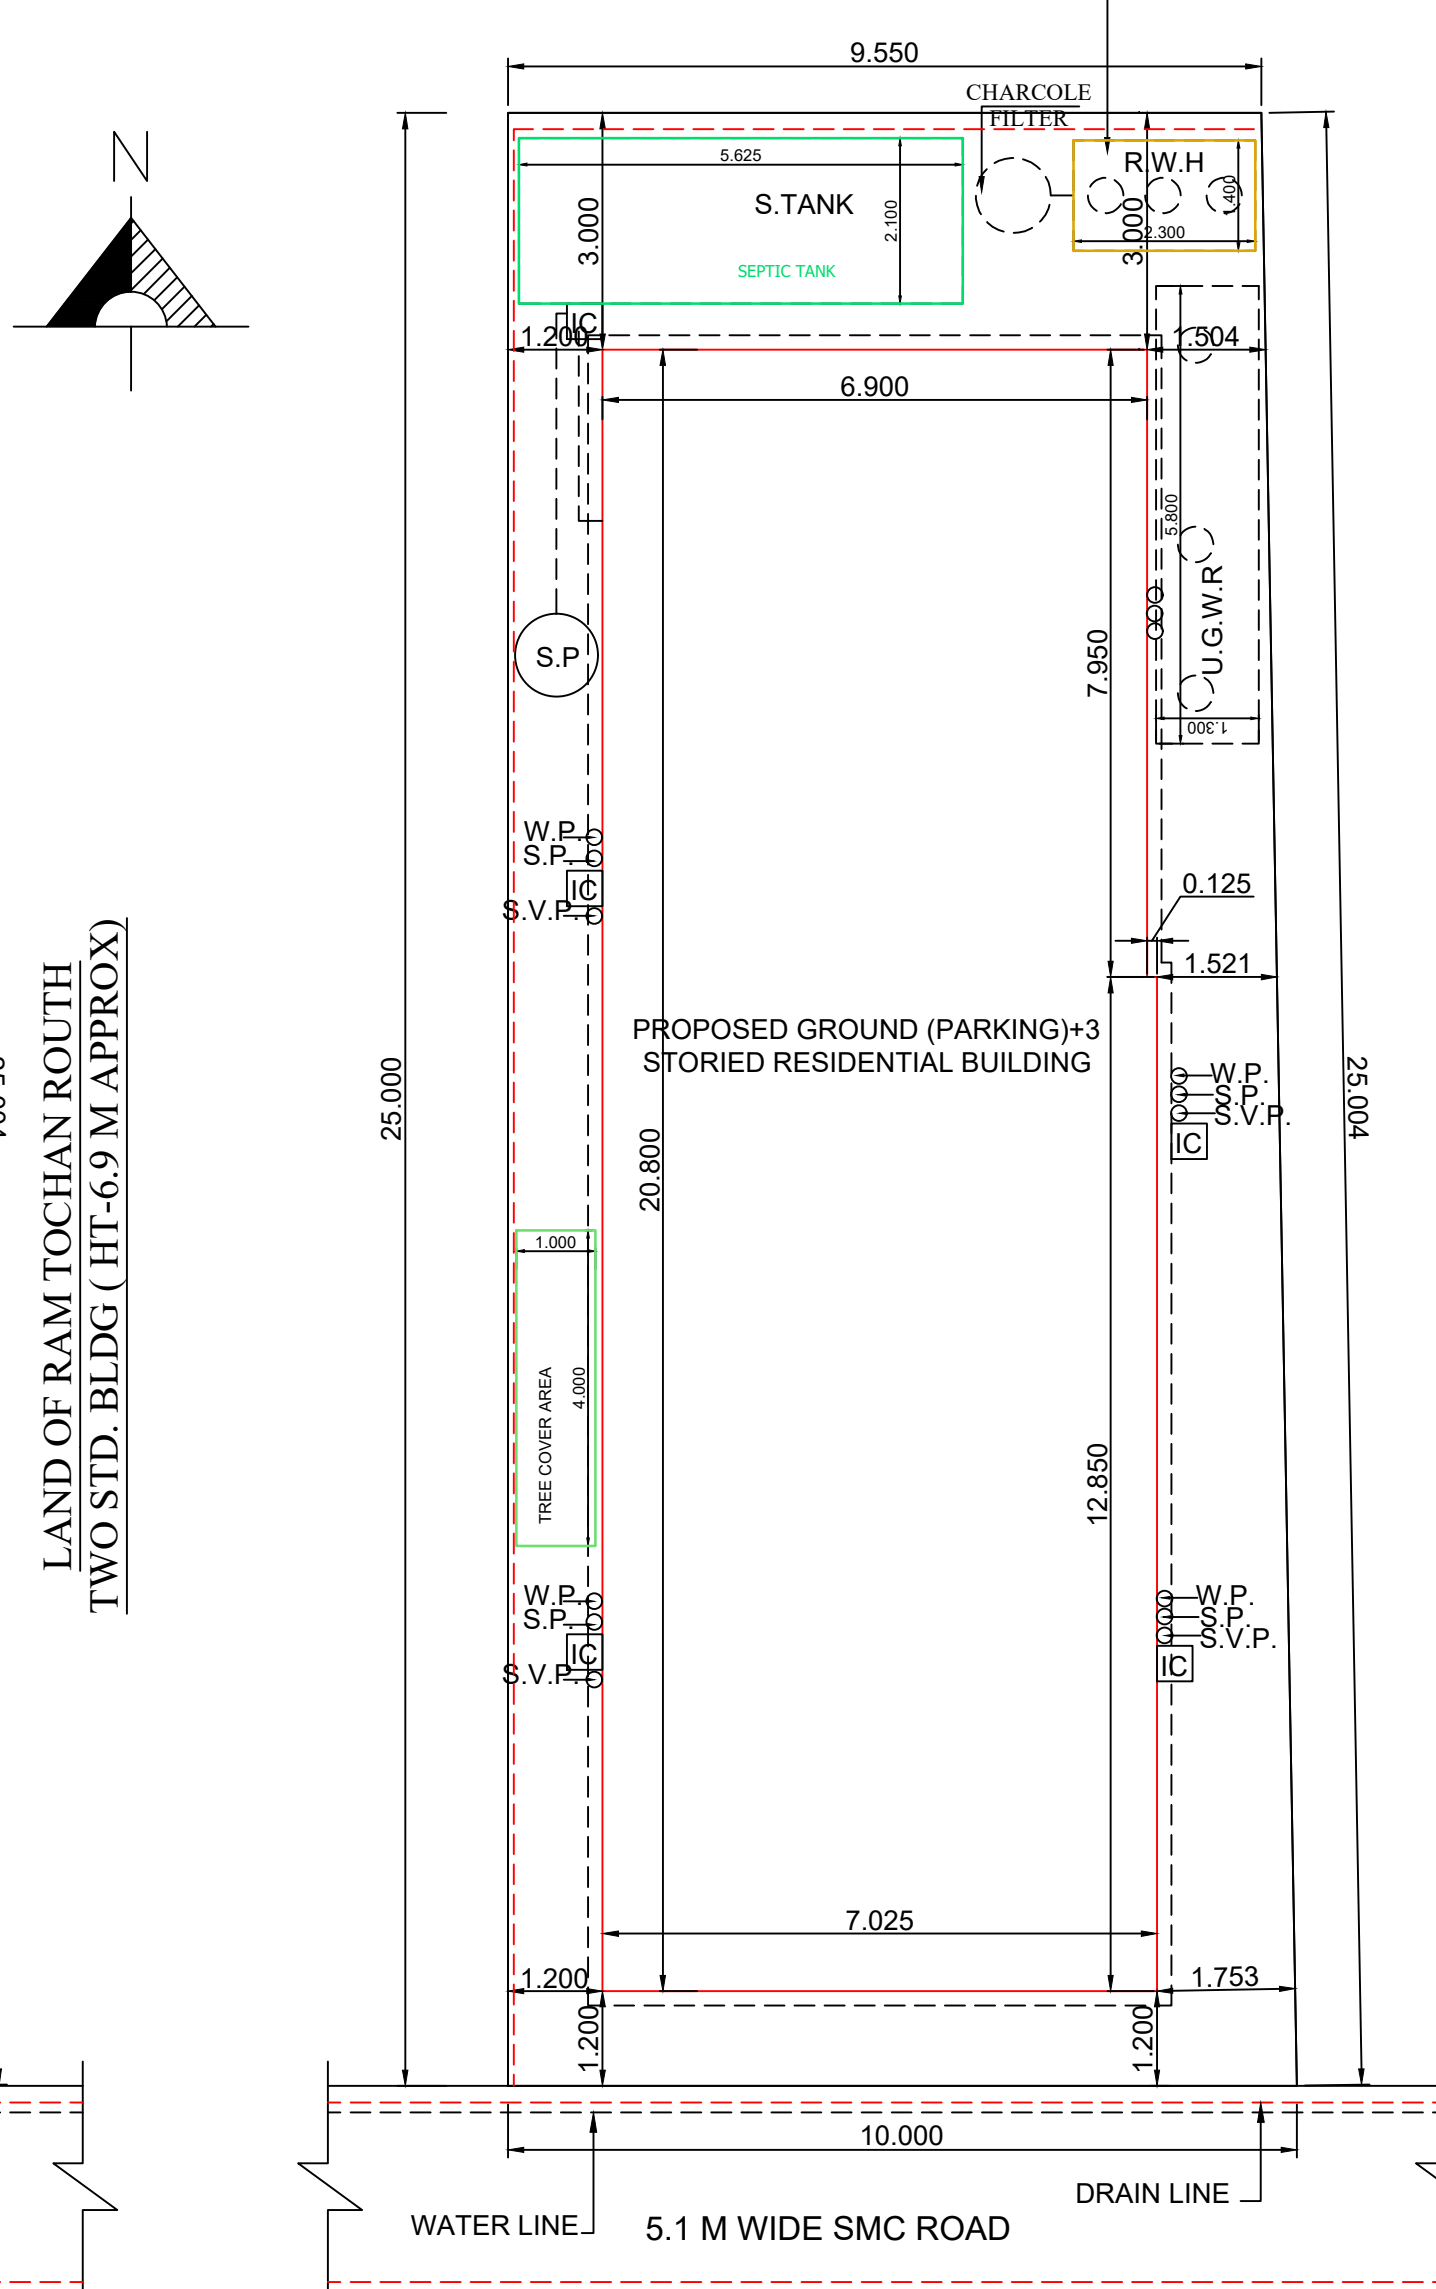 9.550
CHARCOLE
FILTER
N
5.625
R.W.H
1.400
S.TANK
2.100
3.000
3.000
2.300
SEPTIC TANK
IC
1.200
1.504
6.900
5.800
U.G.W.R
S.P
7.950
1.300
W.P.
S.P.
IC
S.V.P.
0.125
1.521
PROPOSED GROUND (PARKING)+3
STORIED RESIDENTIAL BUILDING
LAND OF RAM TOCHAN ROUTH
TWO STD. BLDG ( HT-6.9 M APPROX)
25.004
25.000
20.800
25.004
W.P.
S.P.
S.V.P.
IC
1.000
TREE COVER AREA
4.000
12.850
W.P.
S.P.
IC
S.V.P.
W.P.
S.P.
S.V.P.
IC
7.025
1.200
1.753
1.200
1.200
10.000
DRAIN LINE
WATER LINE
5.1 M WIDE SMC ROAD